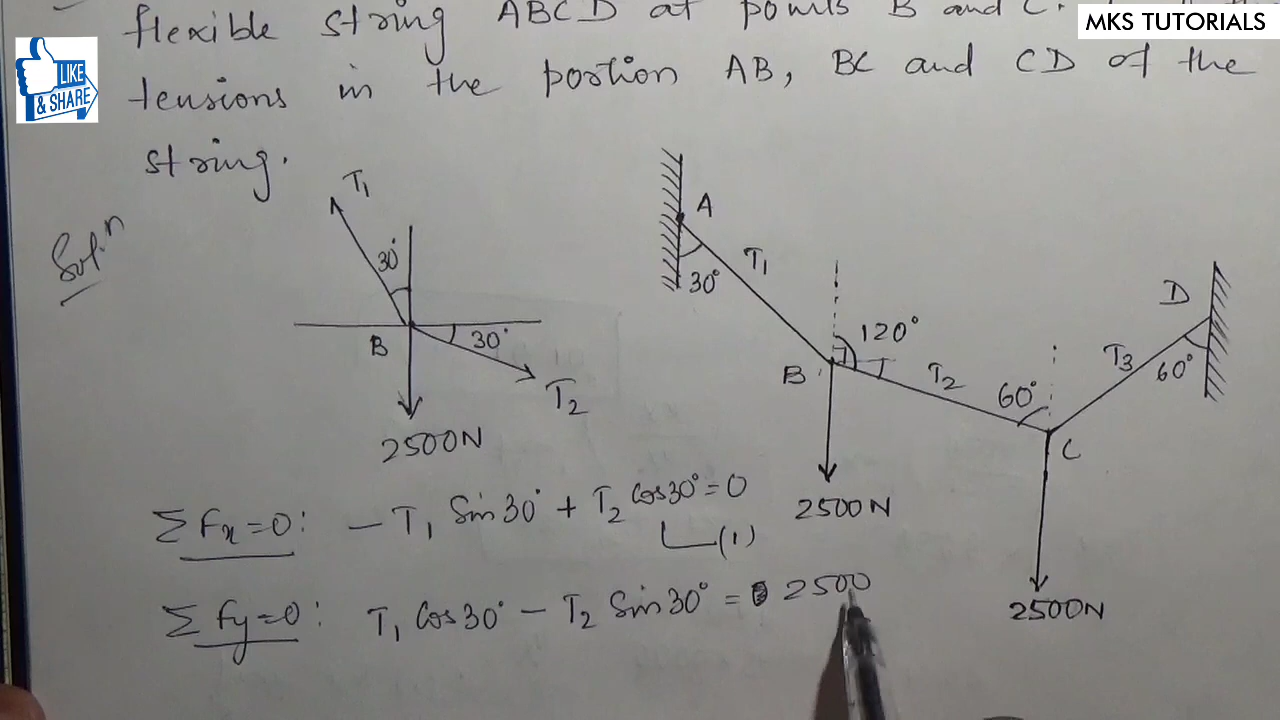 MKS TUTORIALS
LIKE
& SHARE
flexible string ABCD at points B and C.
tensions in the portion AB, BC and CD of the
string.
Solⁿ
T₁
30°
B
30°
T₂
2500N
A
30°
T₁
B
120°
T₂
60°
C
T₃
60°
D
2500N
2500N
ΣFx=0: - T₁ Sin30° + T₂ Cos30° = 0
(1)
ΣFy=0: T₁ Cos30° - T₂ Sin30° = 2500